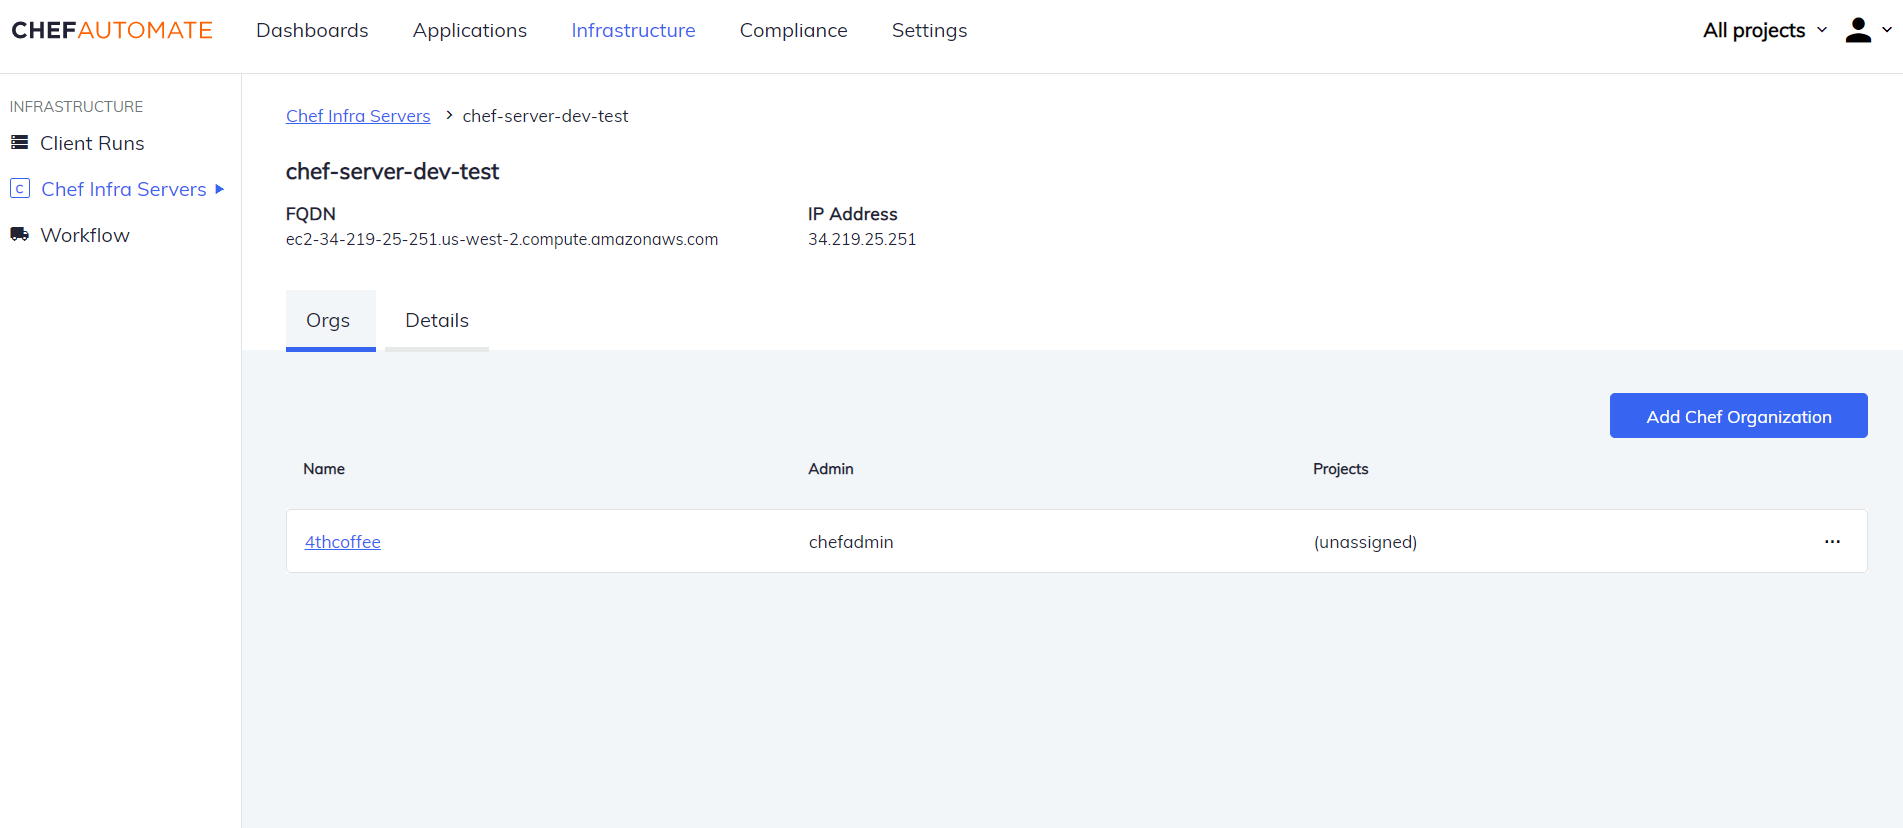 CHEFAUTOMATE Dashboards Applications Infrastructure Compliance Settings All projects
INFRASTRUCTURE
Client Runs
C Chef Infra Servers
Workflow
Chef Infra Servers > chef-server-dev-test
chef-server-dev-test
FQDN IP Address
ec2-34-219-25-251.us-west-2.compute.amazonaws.com 34.219.25.251
Orgs Details
Add Chef Organization
Name Admin Projects
4thcoffee chefadmin (unassigned) ...